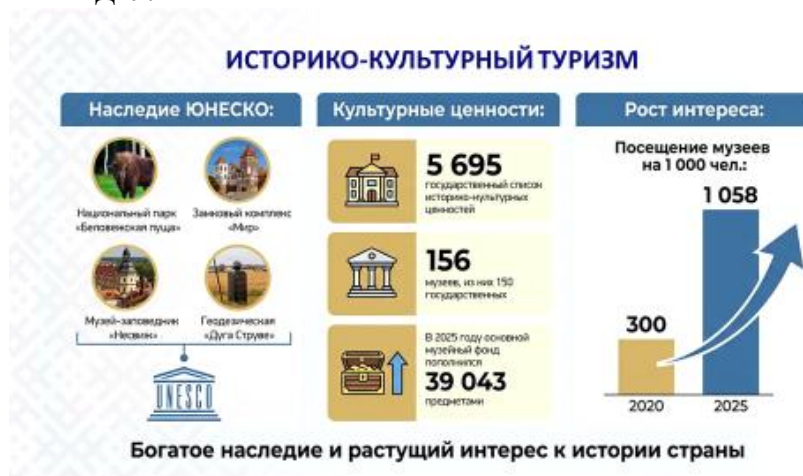 ИСТОРИКО-КУЛЬТУРНЫЙ ТУРИЗМ
Наследие ЮНЕСКО:
Национальный парк
«Беловежская пуща»
Замковый комплекс
«Мир»
Музей-заповедник
«Несвиж»
Геодезическая
«Дуга Струве»
UNESCO
Культурные ценности:
5 695
государственный список
историко-культурных
ценностей
156
музеев, из них 150
государственных
В 2025 году основной
музейный фонд
пополнился
39 043
предметами
Рост интереса:
Посещение музеев
на 1 000 чел.:
1 058
300
2020
2025
Богатое наследие и растущий интерес к истории страны